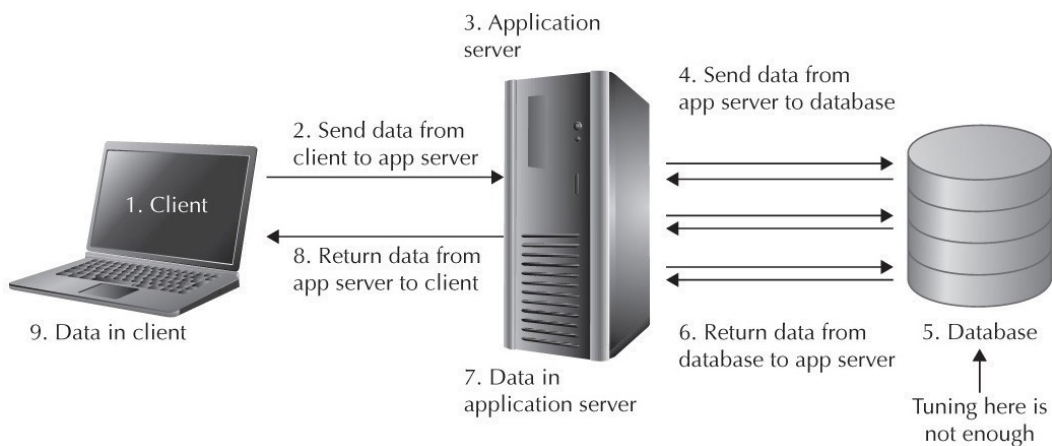 3. Application
server
4. Send data from
app server to database
2. Send data from
client to app server
1. Client
8. Return data from
app server to client
9. Data in client
6. Return data from
database to app server
5. Database
7. Data in
application server
Tuning here is
not enough